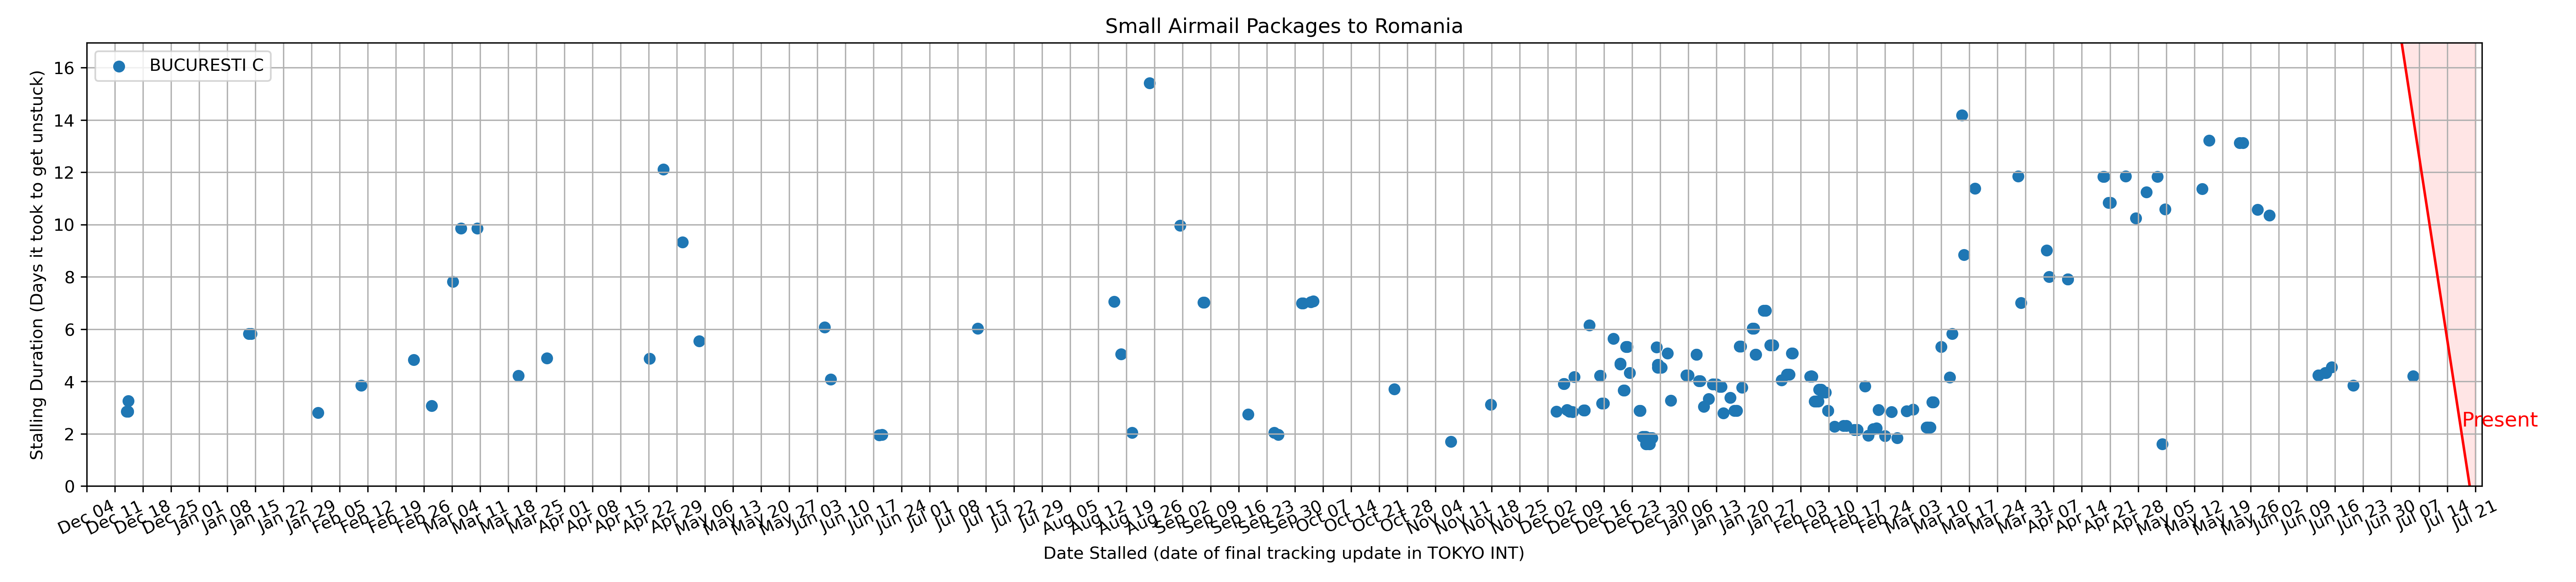 Small Airmail Packages to Romania
BUCURESTI C
Stalling Duration (Days it took to get unstuck)
16
14
12
10
8
6
4
2
0
Present
Dec 04
Dec 11
Dec 18
Dec 25
Jan 01
Jan 08
Jan 15
Jan 22
Jan 29
Feb 05
Feb 12
Feb 19
Feb 26
Mar 04
Mar 11
Mar 18
Mar 25
Apr 01
Apr 08
Apr 15
Apr 22
Apr 29
May 06
May 13
May 20
May 27
Jun 03
Jun 10
Jun 17
Jun 24
Jul 01
Jul 08
Jul 15
Jul 22
Jul 29
Aug 05
Aug 12
Aug 19
Aug 26
Sep 02
Sep 09
Sep 16
Sep 23
Sep 30
Oct 07
Oct 14
Oct 21
Oct 28
Nov 04
Nov 11
Nov 18
Nov 25
Dec 02
Dec 09
Dec 16
Dec 23
Dec 30
Jan 06
Jan 13
Jan 20
Jan 27
Feb 03
Feb 10
Feb 17
Feb 24
Mar 03
Mar 10
Mar 17
Mar 24
Mar 31
Apr 07
Apr 14
Apr 21
Apr 28
May 05
May 12
May 19
May 26
Jun 02
Jun 09
Jun 16
Jun 23
Jun 30
Jul 07
Jul 14
Jul 21
Date Stalled (date of final tracking update in TOKYO INT)